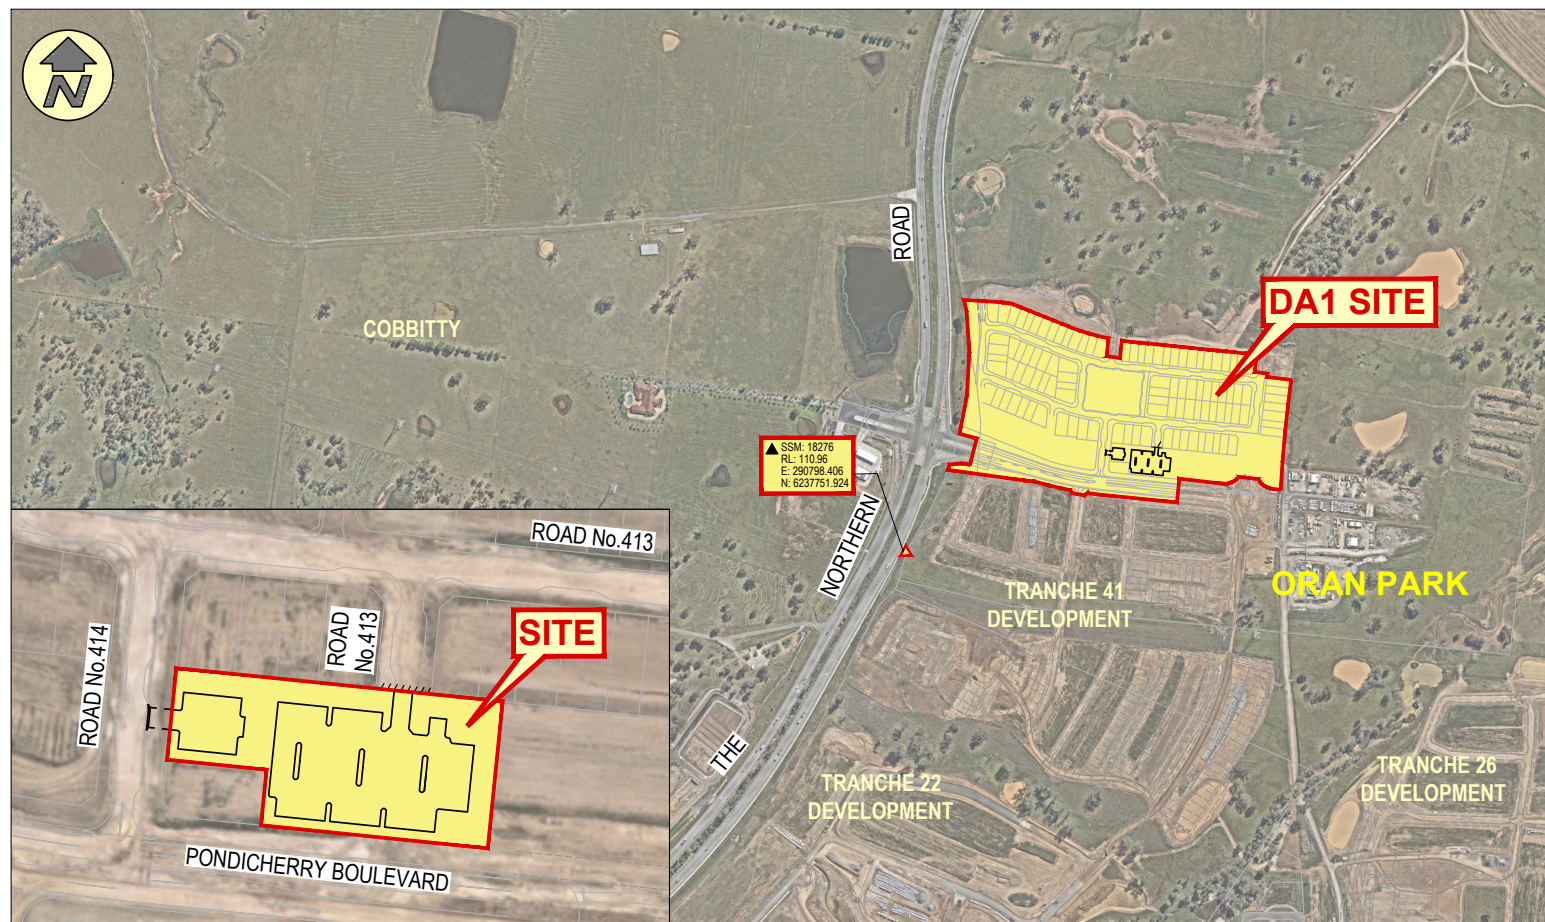 N
ROAD
DA1 SITE
COBBITTY
SSM: 18276
RL: 110.96
E: 290798.406
N: 6237751.924
NORTHERN
THE
TRANCHE 41
DEVELOPMENT
ORAN PARK
TRANCHE 22
DEVELOPMENT
TRANCHE 26
DEVELOPMENT
ROAD No.413
ROAD
No.413
SITE
ROAD No.414
PONDICHERRY BOULEVARD